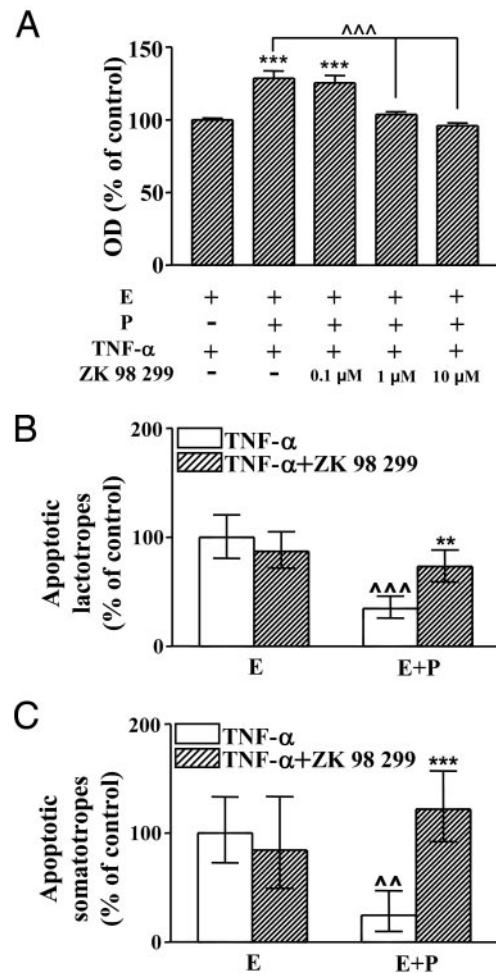 A
^^^
150
*** ***
100
50
0
OD (% of control)
E + + + + +
P - + + + +
TNF-α + + + + +
ZK 98 299 - - 0.1 µM 1 µM 10 µM
B
200
TNF-α
TNF-α+ZK 98 299
100
**
^^^
0
Apoptotic
lactotropes
(% of control)
E E+P
C
200
TNF-α
TNF-α+ZK 98 299
***
100
^^
0
Apoptotic
somatotropes
(% of control)
E E+P